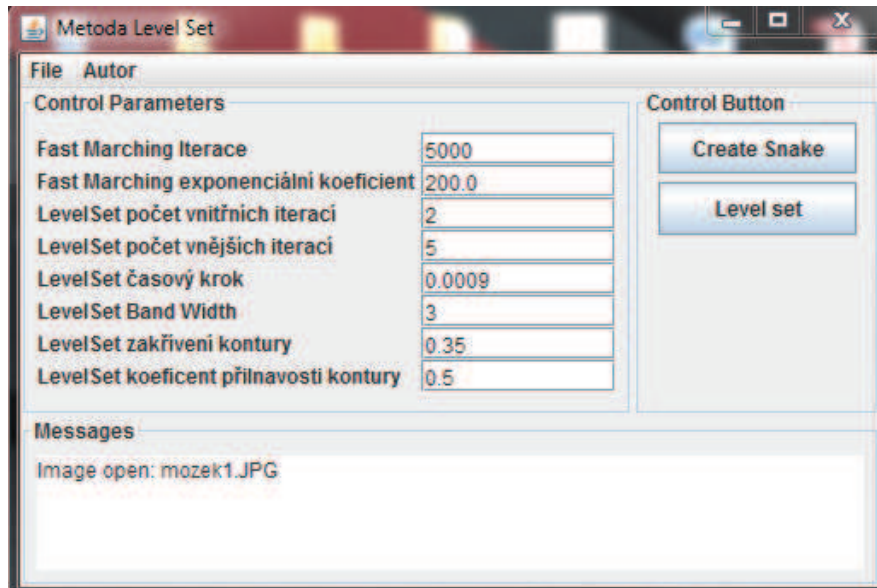 Metoda Level Set
File Autor
Control Parameters
Fast Marching Iterace 5000
Fast Marching exponenciální koeficient 200.0
LevelSet počet vnitřních iterací 2
LevelSet počet vnějších iterací 5
LevelSet časový krok 0.0009
LevelSet Band Width 3
LevelSet zakřivení kontury 0.35
LevelSet koeficent přilnavosti kontury 0.5
Control Button
Create Snake
Level set
Messages
Image open: mozek1.JPG